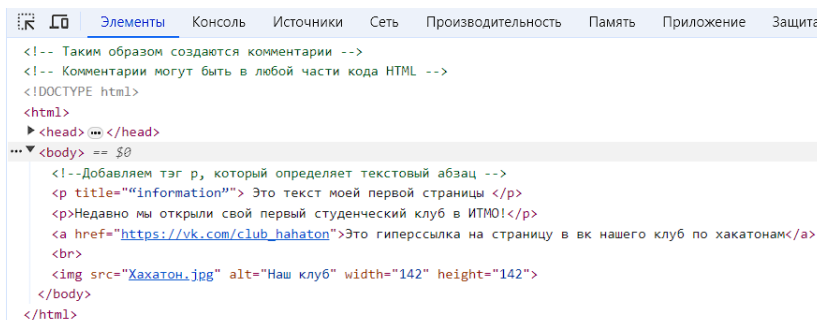 Элементы Консоль Источники Сеть Производительность Память Приложение Защита
<!-- Таким образом создаются комментарии -->
<!-- Комментарии могут быть в любой части кода HTML -->
<!DOCTYPE html>
<html>
<head> ••• </head>
••• <body> == $0
<!--Добавляем тэг p, который определяет текстовый абзац -->
<p title="“information”"> Это текст моей первой страницы </p>
<p>Недавно мы открыли свой первый студенческий клуб в ИТМО!</p>
<a href="https://vk.com/club_hahaton">Это гиперссылка на страницу в вк нашего клуб по хакатонам</a>
<br>
<img src="Хахатон.jpg" alt="Наш клуб" width="142" height="142">
</body>
</html>